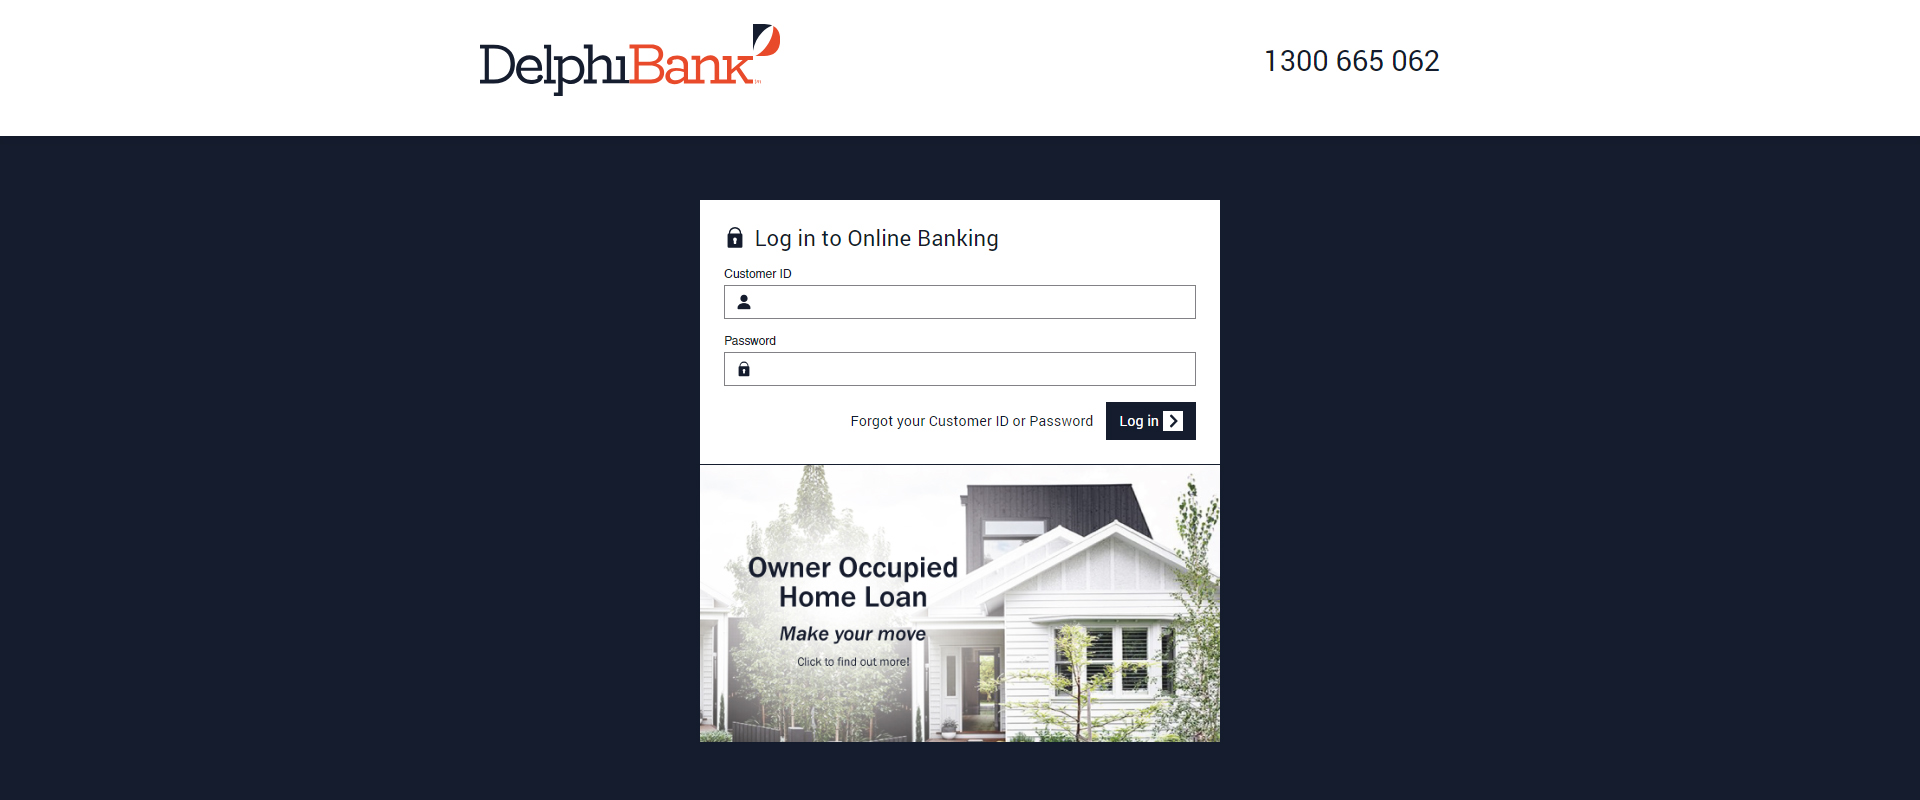 DelphiBank
1300 665 062
Log in to Online Banking
Customer ID
Password
Forgot your Customer ID or Password
Log in
Owner Occupied
Home Loan
Make your move
Click to find out more!